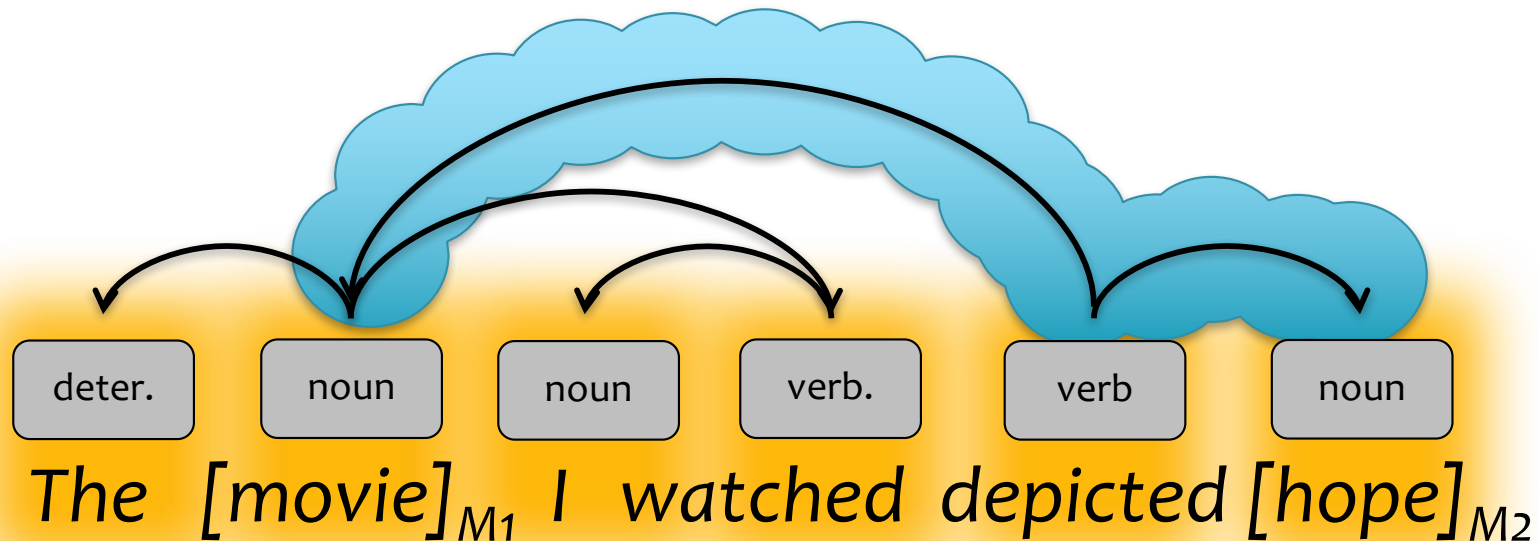 deter. noun noun verb. verb noun
The [movie]M1 I watched depicted [hope]M2